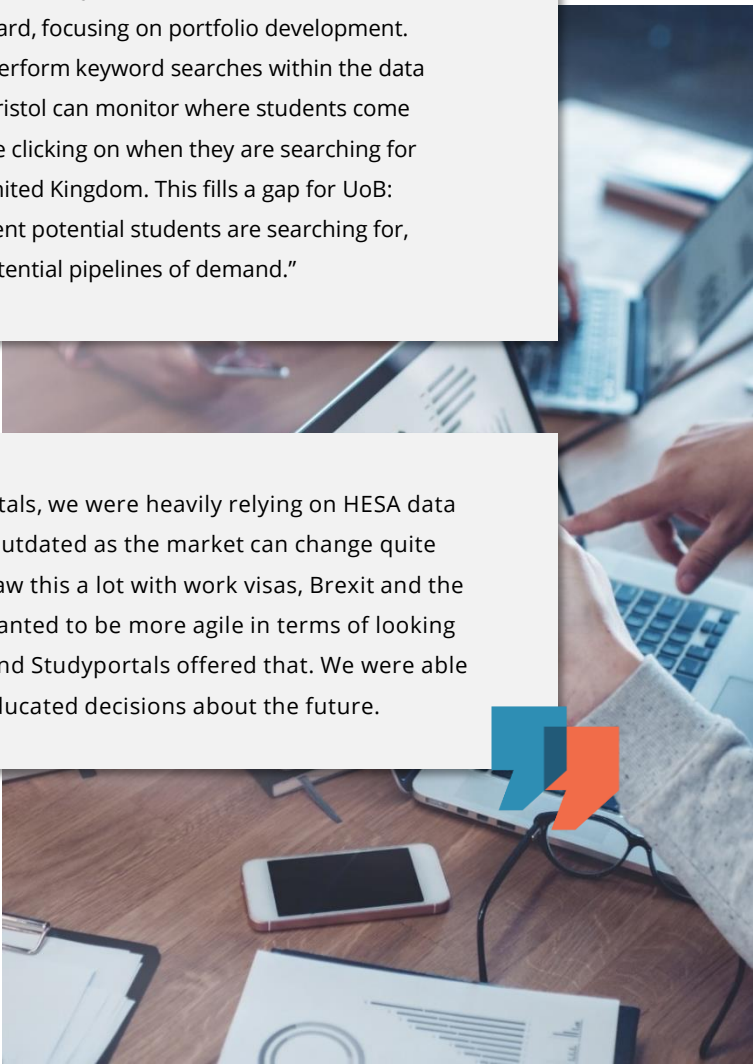 ard, focusing on portfolio development.
erform keyword searches within the data
ristol can monitor where students come
e clicking on when they are searching for
nited Kingdom. This fills a gap for UoB:
ent potential students are searching for,
tential pipelines of demand.”
tals, we were heavily relying on HESA data
utdated as the market can change quite
aw this a lot with work visas, Brexit and the
anted to be more agile in terms of looking
nd Studyportals offered that. We were able
ducated decisions about the future.